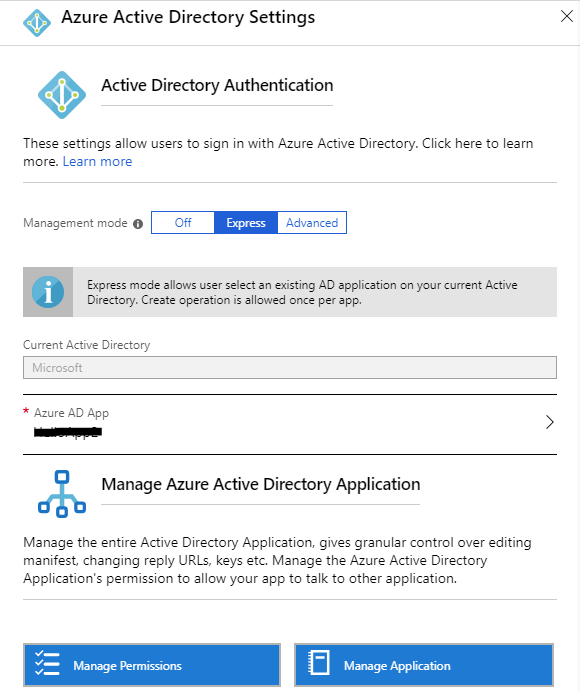 Azure Active Directory Settings
Active Directory Authentication
These settings allow users to sign in with Azure Active Directory. Click here to learn
more. Learn more
Management mode Off Express Advanced
Express mode allows user select an existing AD application on your current Active
Directory. Create operation is allowed once per app.
Current Active Directory
Microsoft
* Azure AD App
Manage Azure Active Directory Application
Manage the entire Active Directory Application, gives granular control over editing
manifest, changing reply URLs, keys etc. Manage the Azure Active Directory
Application's permission to allow your app to talk to other application.
Manage Permissions Manage Application